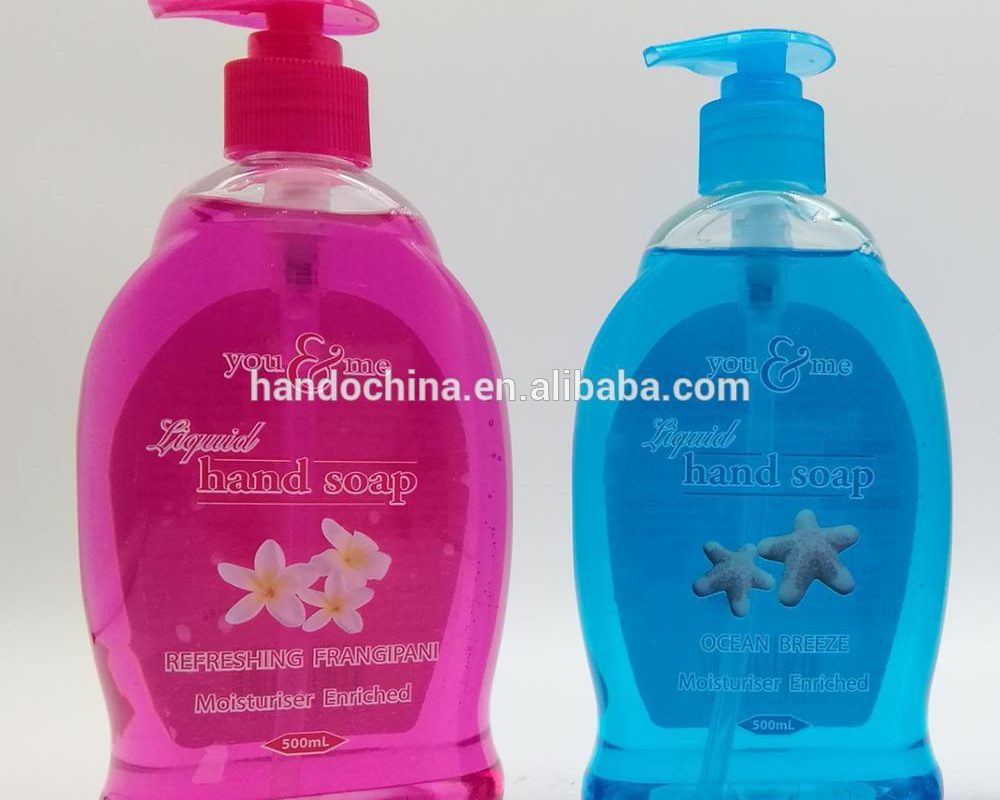 you & me
Liquid
hand soap
REFRESHING FRANGIPANI
Moisturiser Enriched
500mL
you & me
Liquid
hand soap
OCEAN BREEZE
Moisturiser Enriched
500mL
handochina.en.alibaba.com